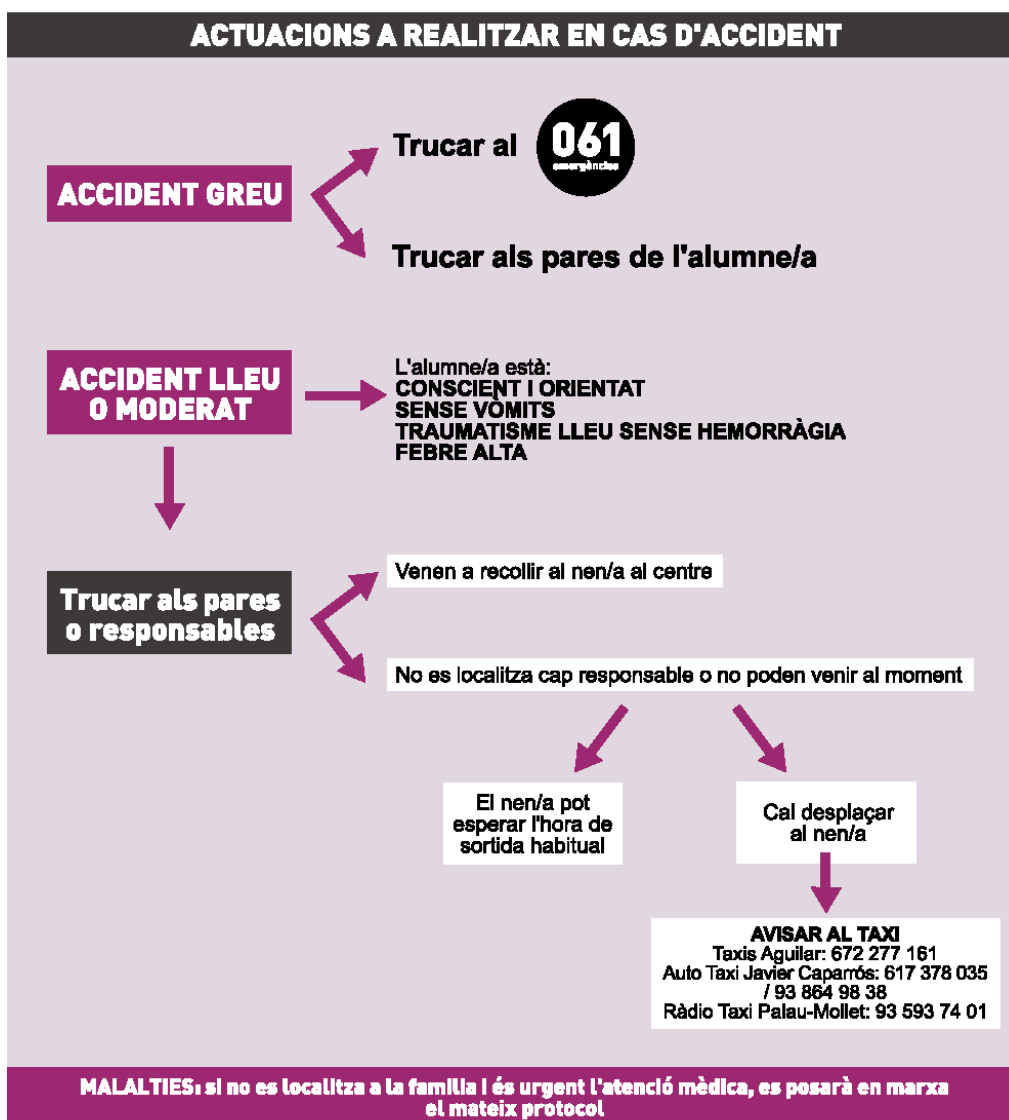 ACTUACIONS A REALITZAR EN CAS D'ACCIDENT
ACCIDENT GREU
Trucar al
061
emergències
Trucar als pares de l'alumne/a
ACCIDENT LLEU
O MODERAT
L'alumne/a està:
CONSCIENT I ORIENTAT
SENSE VÒMITS
TRAUMATISME LLEU SENSE HEMORRÀGIA
FEBRE ALTA
Trucar als pares
o responsables
Venen a recollir al nen/a al centre
No es localitza cap responsable o no poden venir al moment
El nen/a pot
esperar l'hora de
sortida habitual
Cal desplaçar
al nen/a
AVISAR AL TAXI
Taxis Aguilar: 672 277 161
Auto Taxi Javier Caparrós: 617 378 035
/ 93 864 98 38
Ràdio Taxi Palau-Mollet: 93 593 74 01
MALALTIES: si no es localitza a la familia i és urgent l'atenció mèdica, es posarà en marxa
el mateix protocol